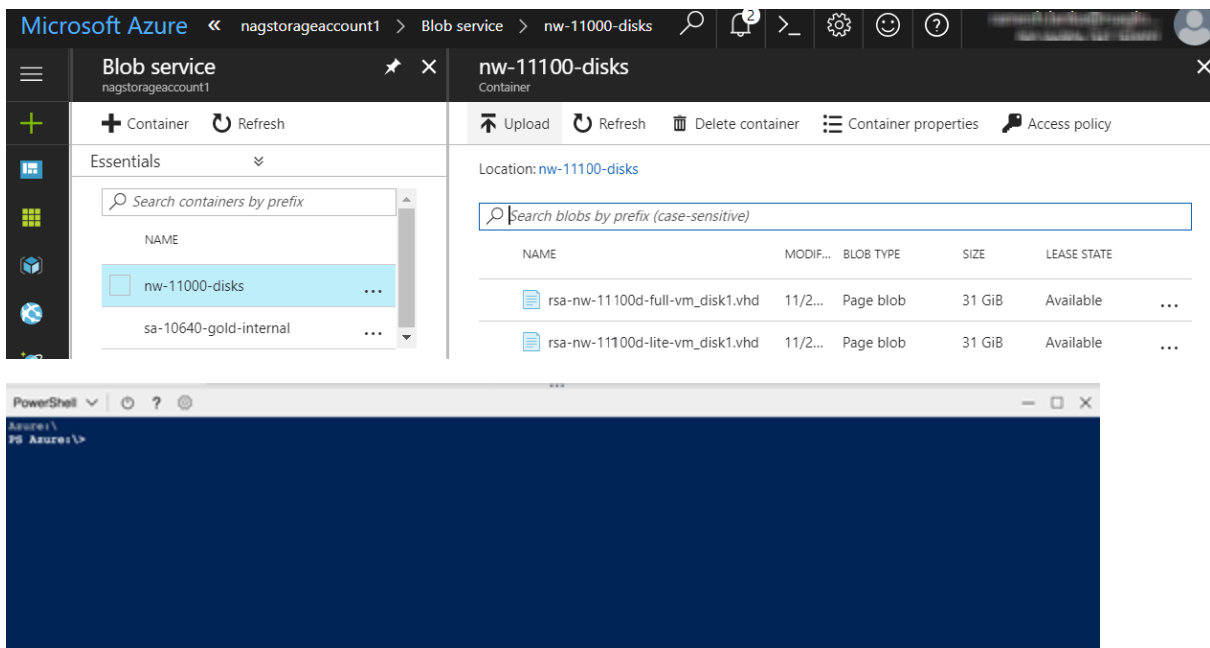 Microsoft Azure « nagstorageaccount1 > Blob service > nw-11000-disks 2 >_ ?
Blob service
nagstorageaccount1
Container Refresh
Essentials
Search containers by prefix
NAME
nw-11000-disks ...
sa-10640-gold-internal ...
nw-11100-disks
Container
Upload Refresh Delete container Container properties Access policy
Location: nw-11100-disks
Search blobs by prefix (case-sensitive)
NAME MODIF... BLOB TYPE SIZE LEASE STATE
rsa-nw-11100d-full-vm_disk1.vhd 11/2... Page blob 31 GiB Available ...
rsa-nw-11100d-lite-vm_disk1.vhd 11/2... Page blob 31 GiB Available ...
PowerShell ?
Azure:\
PS Azure:\>